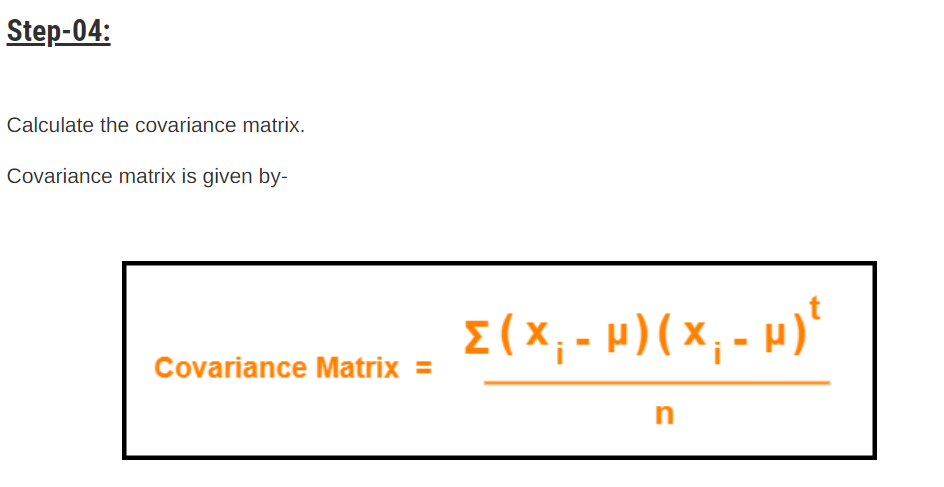 Step-04:
Calculate the covariance matrix.
Covariance matrix is given by-
Covariance Matrix = Σ ( xᵢ - μ) ( xᵢ - μ)ᵗ
n